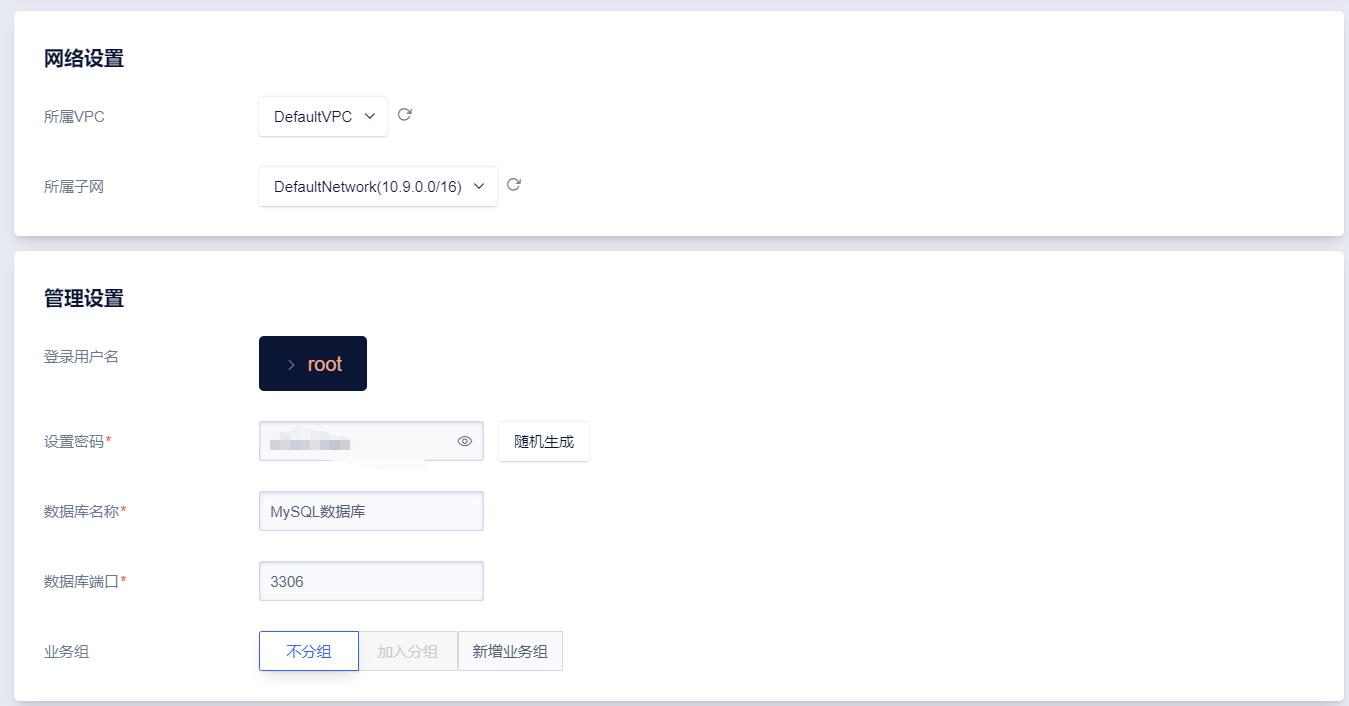 网络设置
所属VPC DefaultVPC
所属子网 DefaultNetwork(10.9.0.0/16)
管理设置
登录用户名 > root
设置密码* 随机生成
数据库名称* MySQL数据库
数据库端口* 3306
业务组 不分组 加入分组 新增业务组